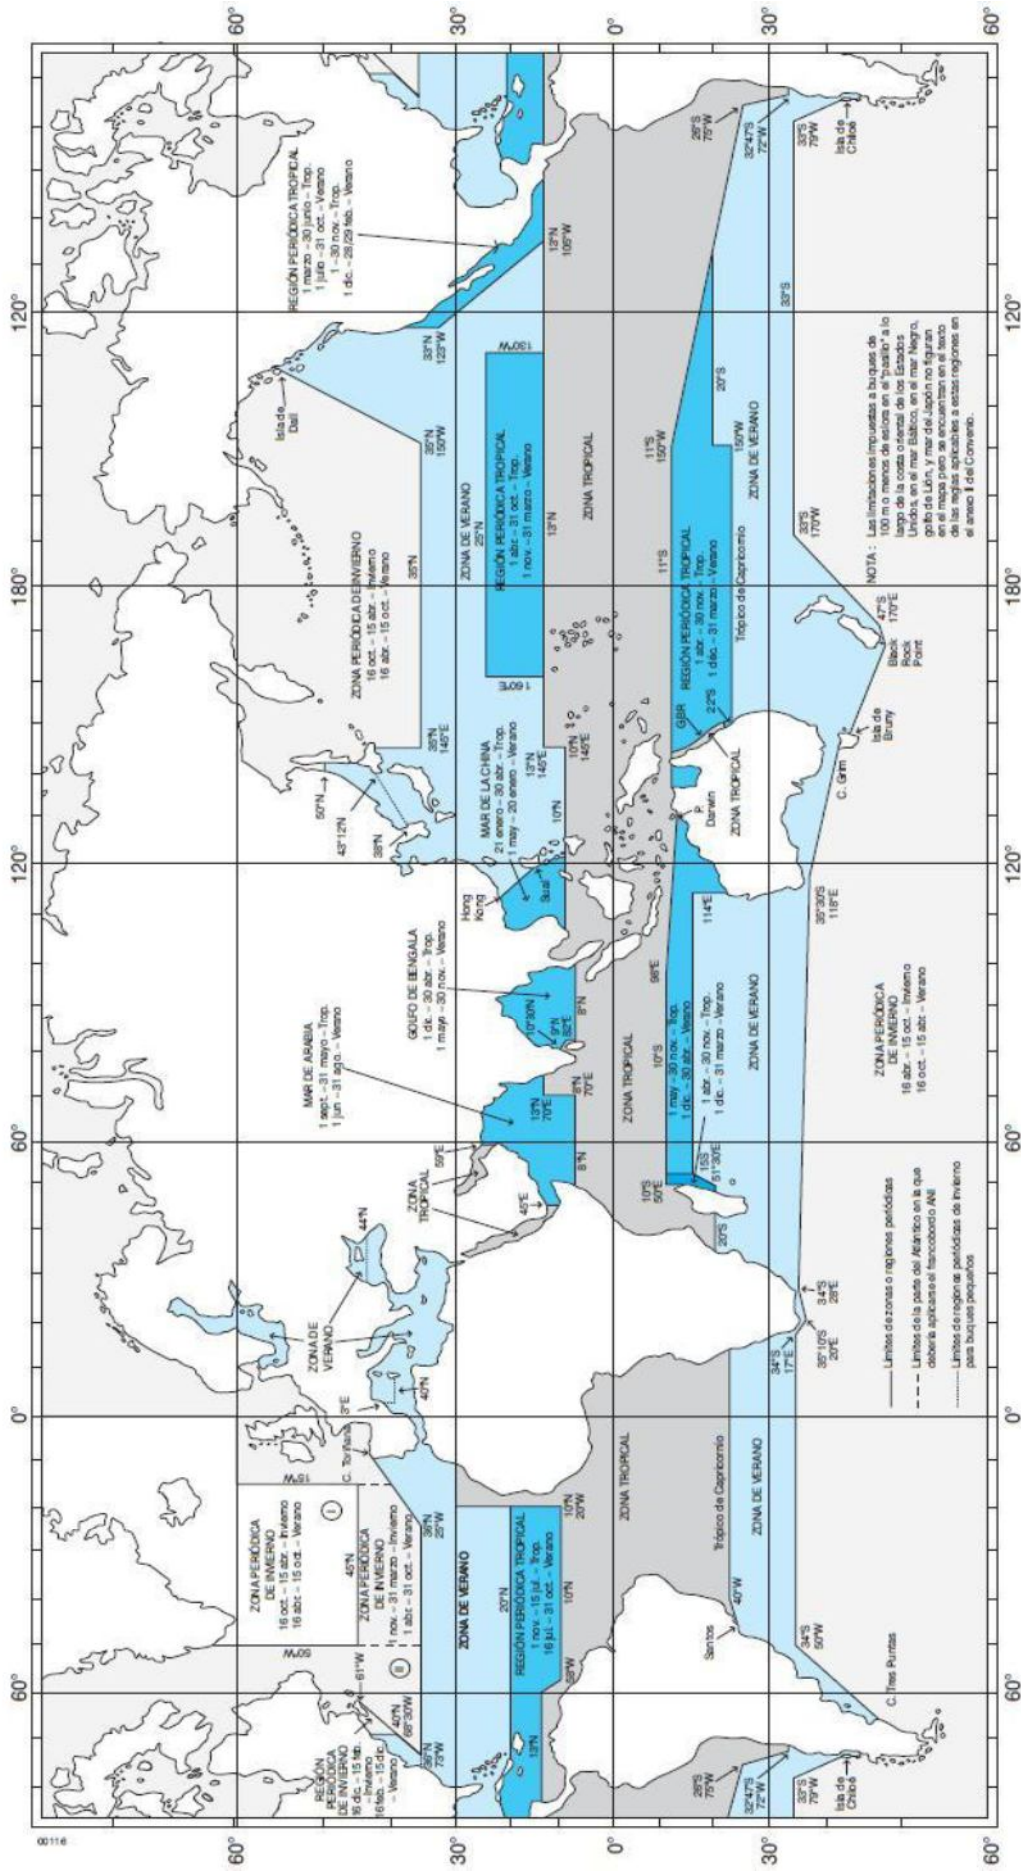 00116
60° 0° 60° 120° 180° 120°
60° 60°
30° 30°
0° 0°
30° 30°
60° 60°
60° 0° 60° 120° 180° 120°
ZONA PERIÓDICA
DE INVIERNO
16 oct. – 15 abr. – Invierno
16 abr. – 15 oct. – Verano
I
15°W
50°W
45°N
ZONA PERIÓDICA
DE INVIERNO
1 nov. – 31 marzo – Invierno
1 abr. – 31 oct. – Verano
II
61°W
REGIÓN
PERIÓDICA
DE INVIERNO
16 dic. – 15 feb.
– Invierno
16 feb. – 15 dic.
– Verano
40°N
68°30'W
36°N
73°W
36°N
25°W
C. Toriñana
3°E
40°N
ZONA DE
VERANO
44°N
ZONA DE VERANO
20°N
REGIÓN PERIÓDICA TROPICAL
1 nov. – 15 jul. – Trop.
16 jul. – 31 oct. – Verano
13°N
10°N
58°W
10°N
20°W
ZONA
TROPICAL
59°E
45°E
MAR DE ARABIA
1 sept. – 31 mayo – Trop.
1 jun – 31 ago. – Verano
13°N
70°E
8°N
8°N
70°E
GOLFO DE BENGALA
1 dic. – 30 abr. – Trop.
1 mayo – 30 nov. – Verano
10°30'N
9°N
82°E
8°N
Hong
Kong
Sual
MAR DE LA CHINA
21 enero – 30 abr. – Trop.
1 may – 20 enero – Verano
50°N
43°12'N
38°N
35°N
145°E
13°N
145°E
10°N
10°N
145°E
ZONA PERIÓDICA DE INVIERNO
16 oct. – 15 abr. – Invierno
16 abr. – 15 oct. – Verano
35°N
35°N
150°W
Isla de
Dall
33°N
123°W
ZONA DE VERANO
25°N
REGIÓN PERIÓDICA TROPICAL
1 abr. – 31 oct. – Trop.
1 nov. – 31 marzo – Verano
160°E
130°W
13°N
REGIÓN PERIÓDICA TROPICAL
1 marzo – 30 junio – Trop.
1 julio – 31 oct. – Verano
1 – 30 nov. – Trop.
1 dic. – 28/29 feb. – Verano
13°N
105°W
ZONA TROPICAL
ZONA TROPICAL
ZONA TROPICAL
Trópico de Capricornio
ZONA DE VERANO
40°W
Santos
34°S
50°W
C. Tres Puntas
26°S
75°W
32°47'S
72°W
33°S
79°W
Isla de
Chiloé
34°S
17°E
35°10'S
20°E
34°S
28°E
20°S
10°S
50°E
15S
51°30'E
10°S
98°E
1 may – 30 nov. – Trop.
1 dic. – 30 abr. – Verano
1 abr. – 30 nov. – Trop.
1 dic. – 31 marzo – Verano
114°E
ZONA DE VERANO
35°30'S
118°E
P.
Darwin
ZONA TROPICAL
GBR
22°S
11°S
11°S
150°W
REGIÓN PERIÓDICA TROPICAL
1 abr. – 30 nov. – Trop.
1 dec. – 31 marzo – Verano
Trópico de Capricornio
20°S
150°W
ZONA DE VERANO
C. Grim
Isla de
Bruny
Black
Rock
Point
47°S
170°E
33°S
170°W
33°S
26°S
75°W
32°47'S
72°W
33°S
79°W
Isla de
Chiloé
ZONA PERIÓDICA
DE INVIERNO
16 abr. – 15 oct. – Invierno
16 oct. – 15 abr – Verano
Límites de zonas o regiones periódicas
Límites de la parte del Atlántico en la que
debería aplicarse el francobordo ANI
Límites de regiones periódicas de invierno
para buques pequeños
NOTA : Las limitaciones impuestas a buques de
100 m o menos de eslora en el "pasillo" a lo
largo de la costa oriental de los Estados
Unidos, en el mar Báltico, en el mar Negro,
golfo de Lión, y mar del Japón no figuran
en el mapa pero se encuentran en el texto
de las reglas aplicables a estas regiones en
el anexo II del Convenio.